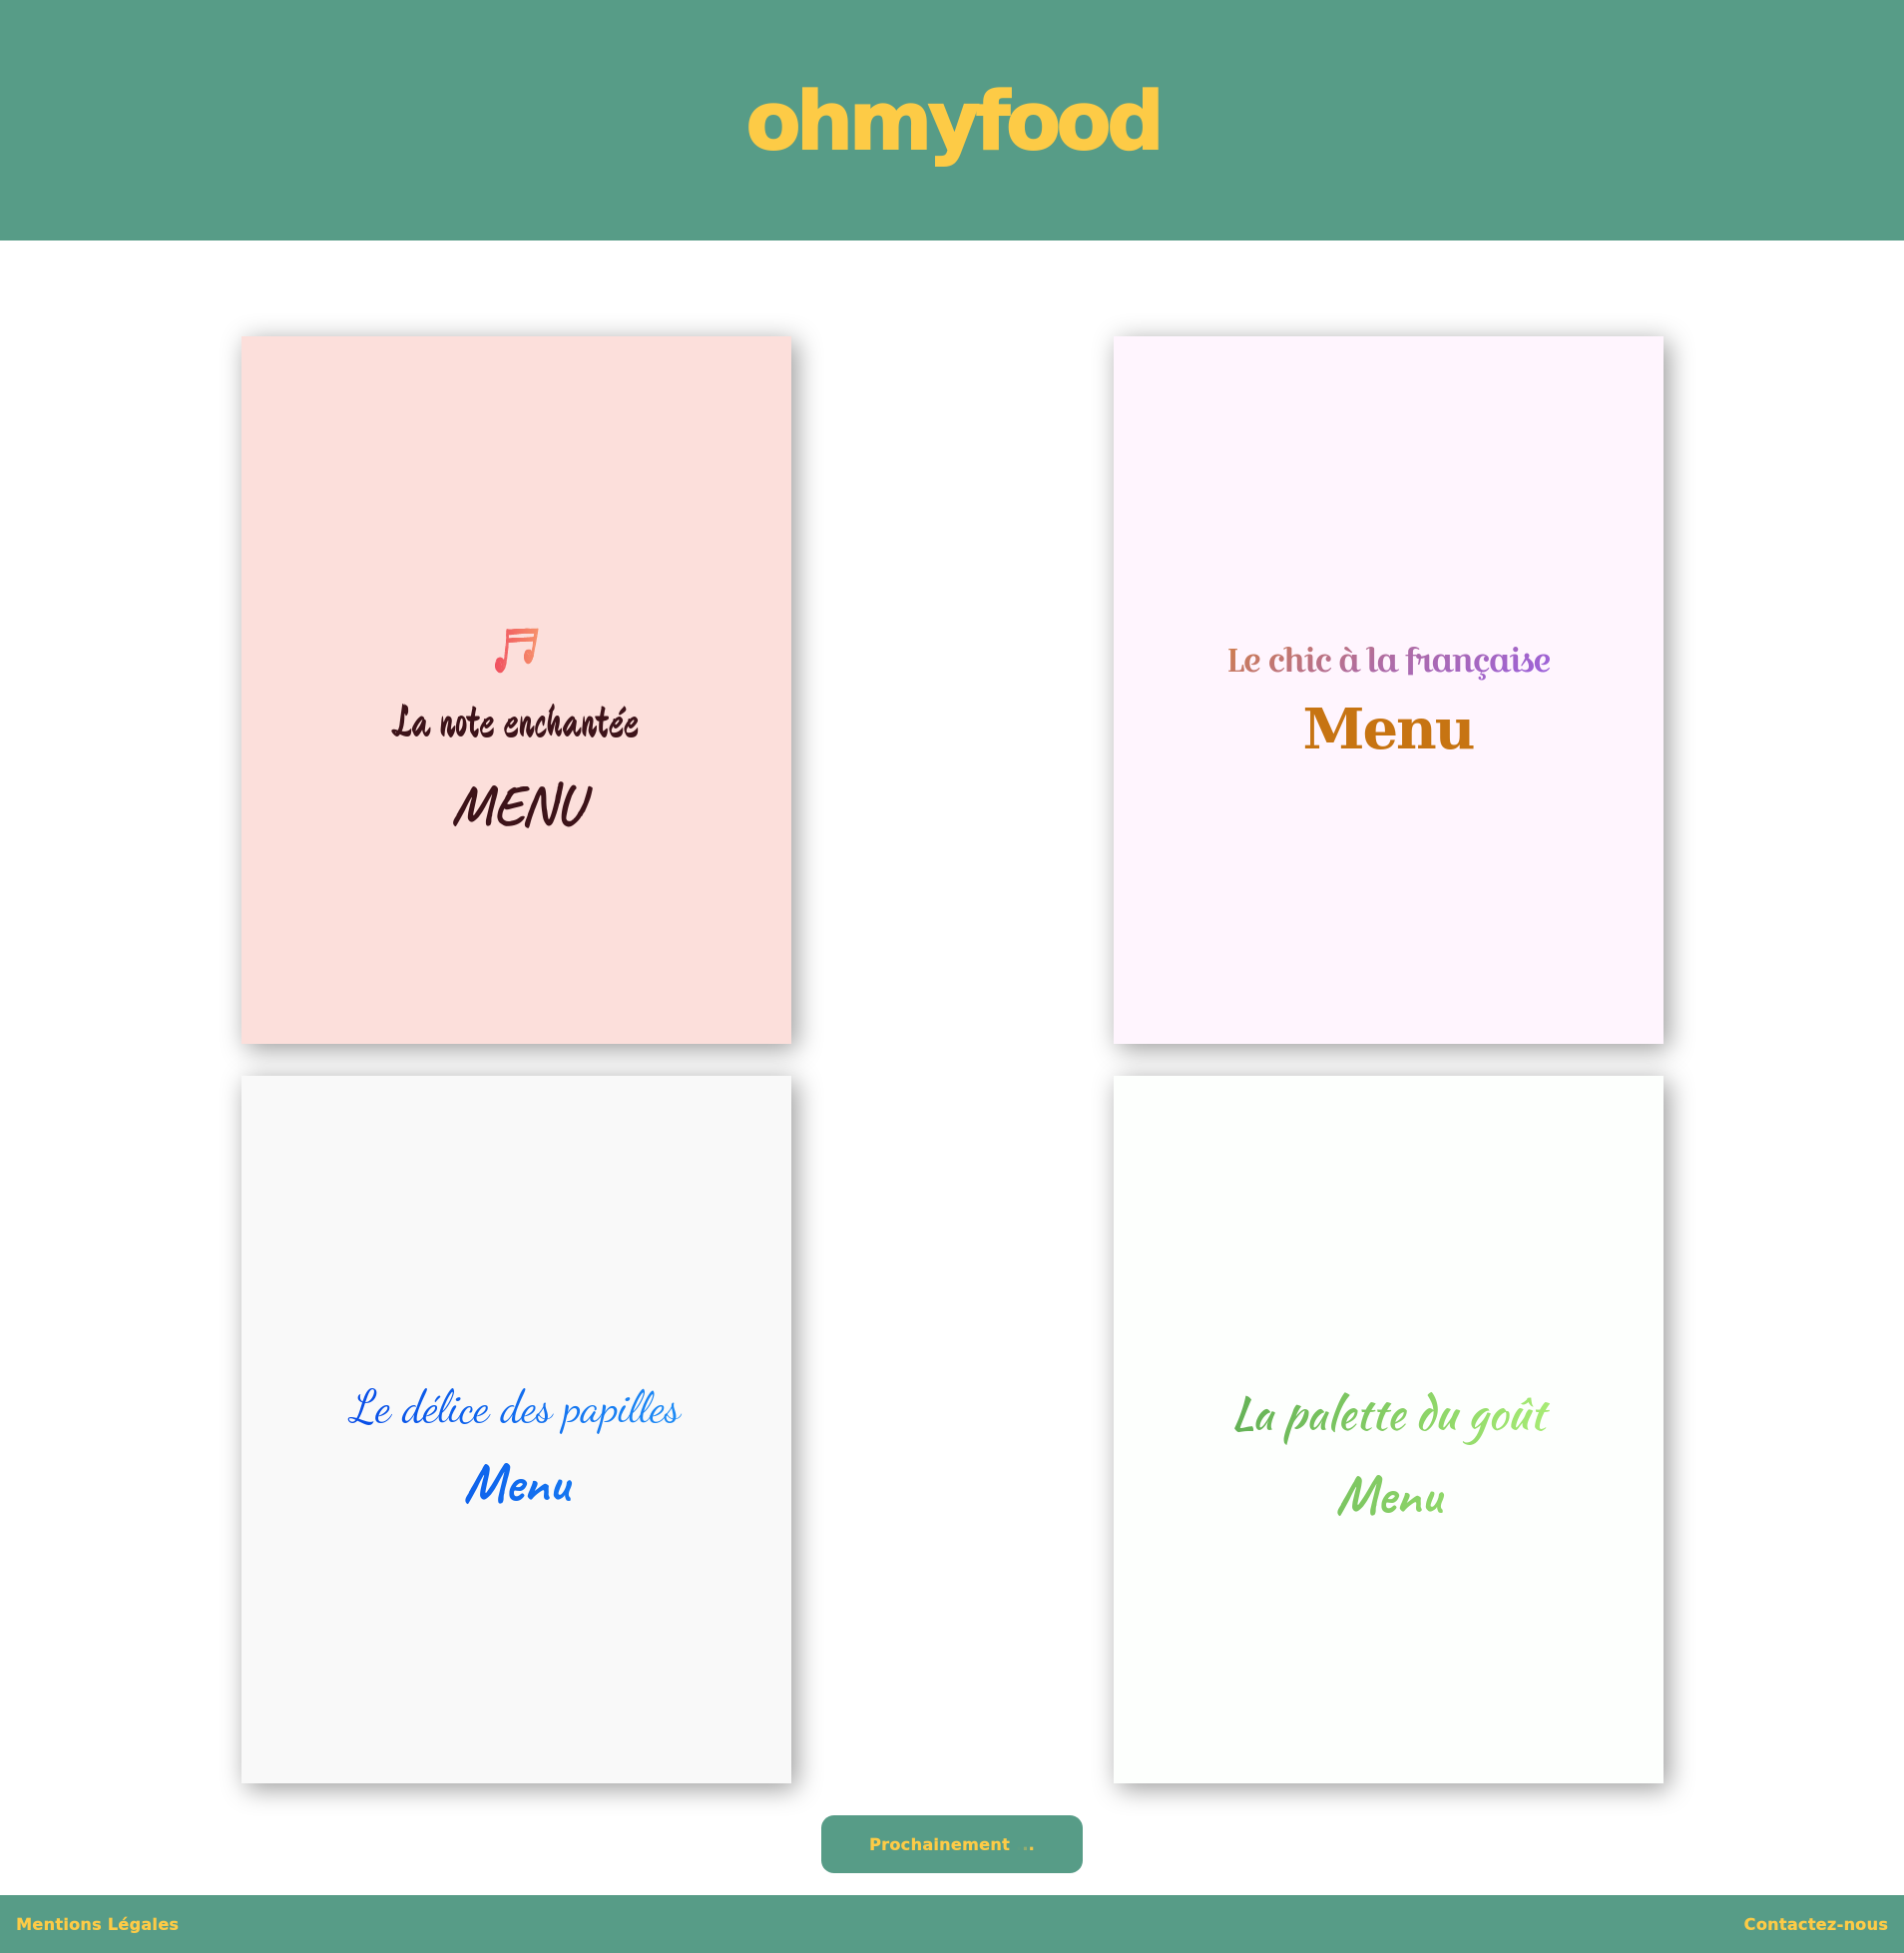 ohmyfood
La note enchantée
MENU
Le chic à la française
Menu
Le délice des papilles
Menu
La palette du goût
Menu
Prochainement ..
Mentions Légales
Contactez-nous